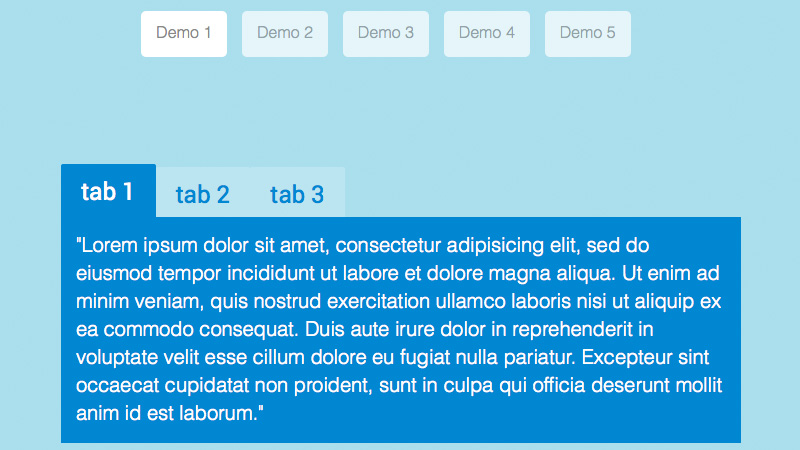 Demo 1 Demo 2 Demo 3 Demo 4 Demo 5
tab 1 tab 2 tab 3
"Lorem ipsum dolor sit amet, consectetur adipisicing elit, sed do
eiusmod tempor incididunt ut labore et dolore magna aliqua. Ut enim ad
minim veniam, quis nostrud exercitation ullamco laboris nisi ut aliquip ex
ea commodo consequat. Duis aute irure dolor in reprehenderit in
voluptate velit esse cillum dolore eu fugiat nulla pariatur. Excepteur sint
occaecat cupidatat non proident, sunt in culpa qui officia deserunt mollit
anim id est laborum."